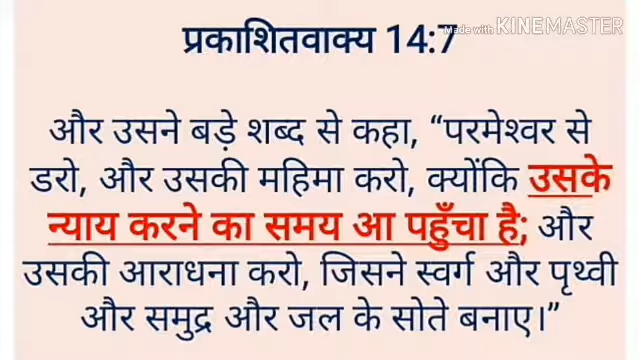 Made with KINEMASTER
प्रकाशितवाक्य 14:7
और उसने बड़े शब्द से कहा, “परमेश्वर से
डरो, और उसकी महिमा करो, क्योंकि उसके
न्याय करने का समय आ पहुँचा है; और
उसकी आराधना करो, जिसने स्वर्ग और पृथ्वी
और समुद्र और जल के सोते बनाए।”